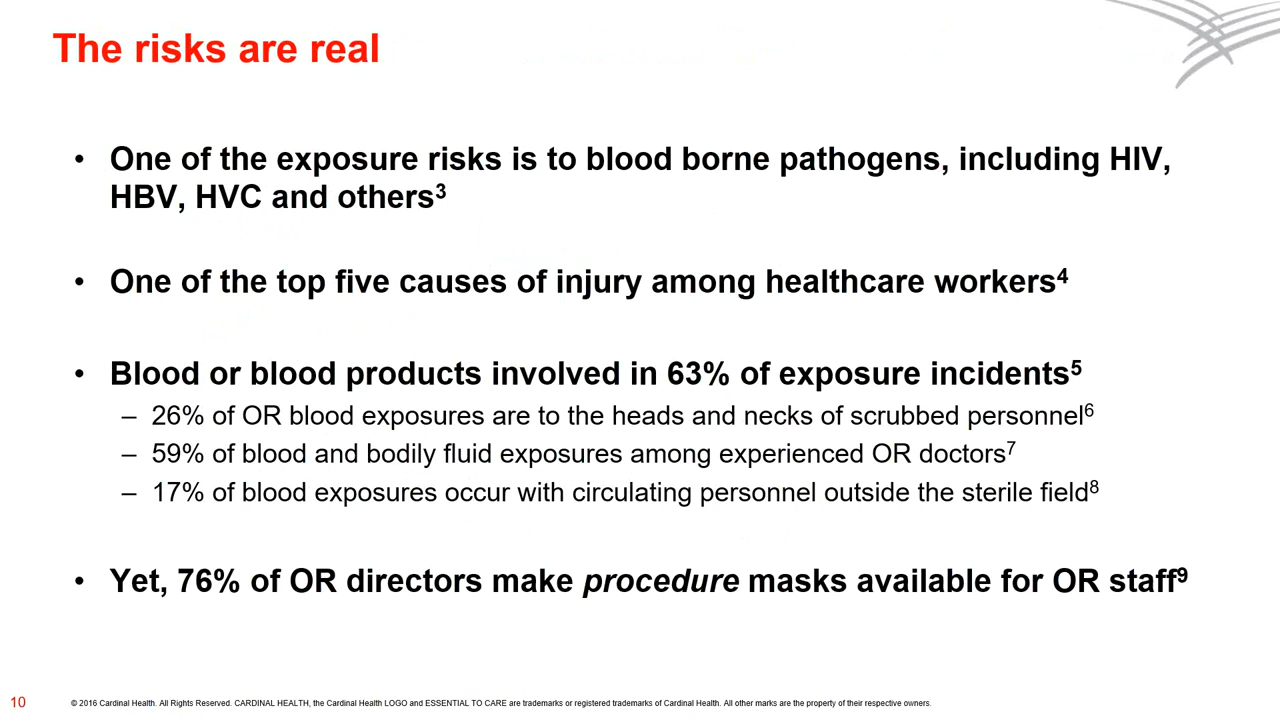 The risks are real
• One of the exposure risks is to blood borne pathogens, including HIV,
HBV, HVC and others³
• One of the top five causes of injury among healthcare workers⁴
• Blood or blood products involved in 63% of exposure incidents⁵
– 26% of OR blood exposures are to the heads and necks of scrubbed personnel⁶
– 59% of blood and bodily fluid exposures among experienced OR doctors⁷
– 17% of blood exposures occur with circulating personnel outside the sterile field⁸
• Yet, 76% of OR directors make procedure masks available for OR staff⁹
10
© 2016 Cardinal Health. All Rights Reserved. CARDINAL HEALTH, the Cardinal Health LOGO and ESSENTIAL TO CARE are trademarks or registered trademarks of Cardinal Health. All other marks are the property of their respective owners.